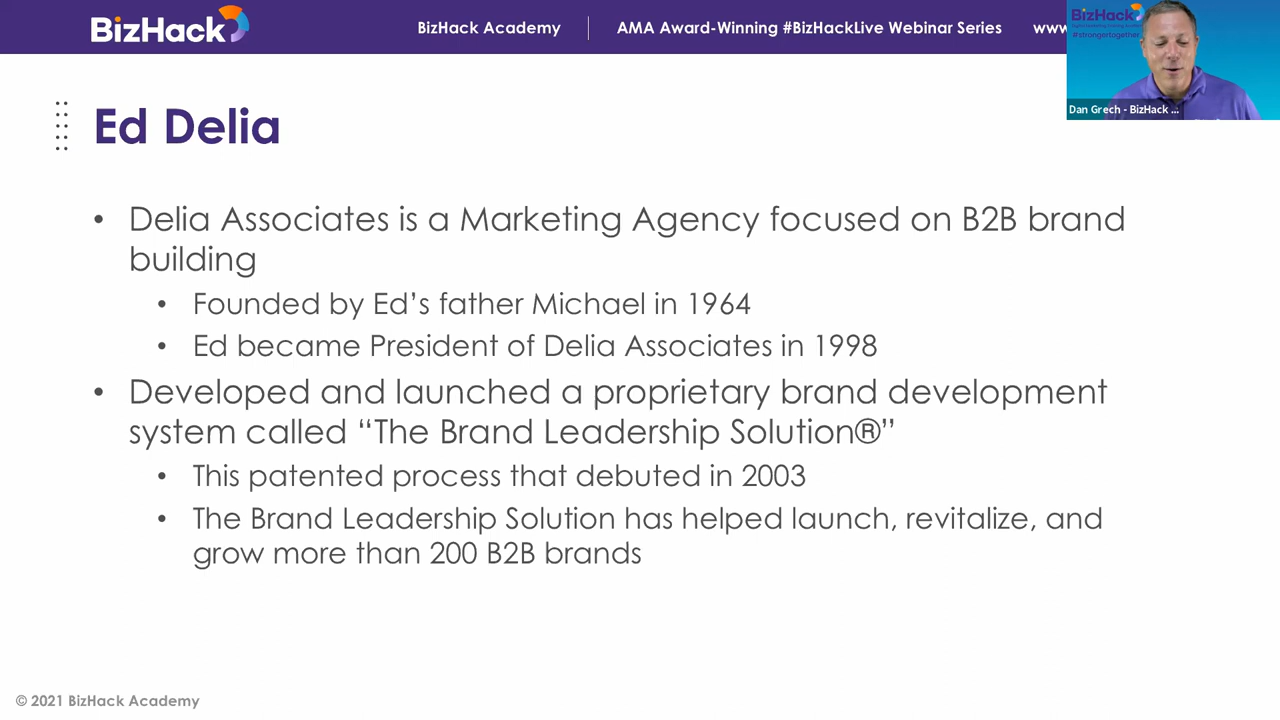 BizHack
BizHack Academy
AMA Award-Winning #BizHackLive Webinar Series
www
BizHack
#strongertogether
Dan Grech - BizHack ...
Ed Delia
• Delia Associates is a Marketing Agency focused on B2B brand
building
• Founded by Ed’s father Michael in 1964
• Ed became President of Delia Associates in 1998
• Developed and launched a proprietary brand development
system called “The Brand Leadership Solution®”
• This patented process that debuted in 2003
• The Brand Leadership Solution has helped launch, revitalize, and
grow more than 200 B2B brands
© 2021 BizHack Academy